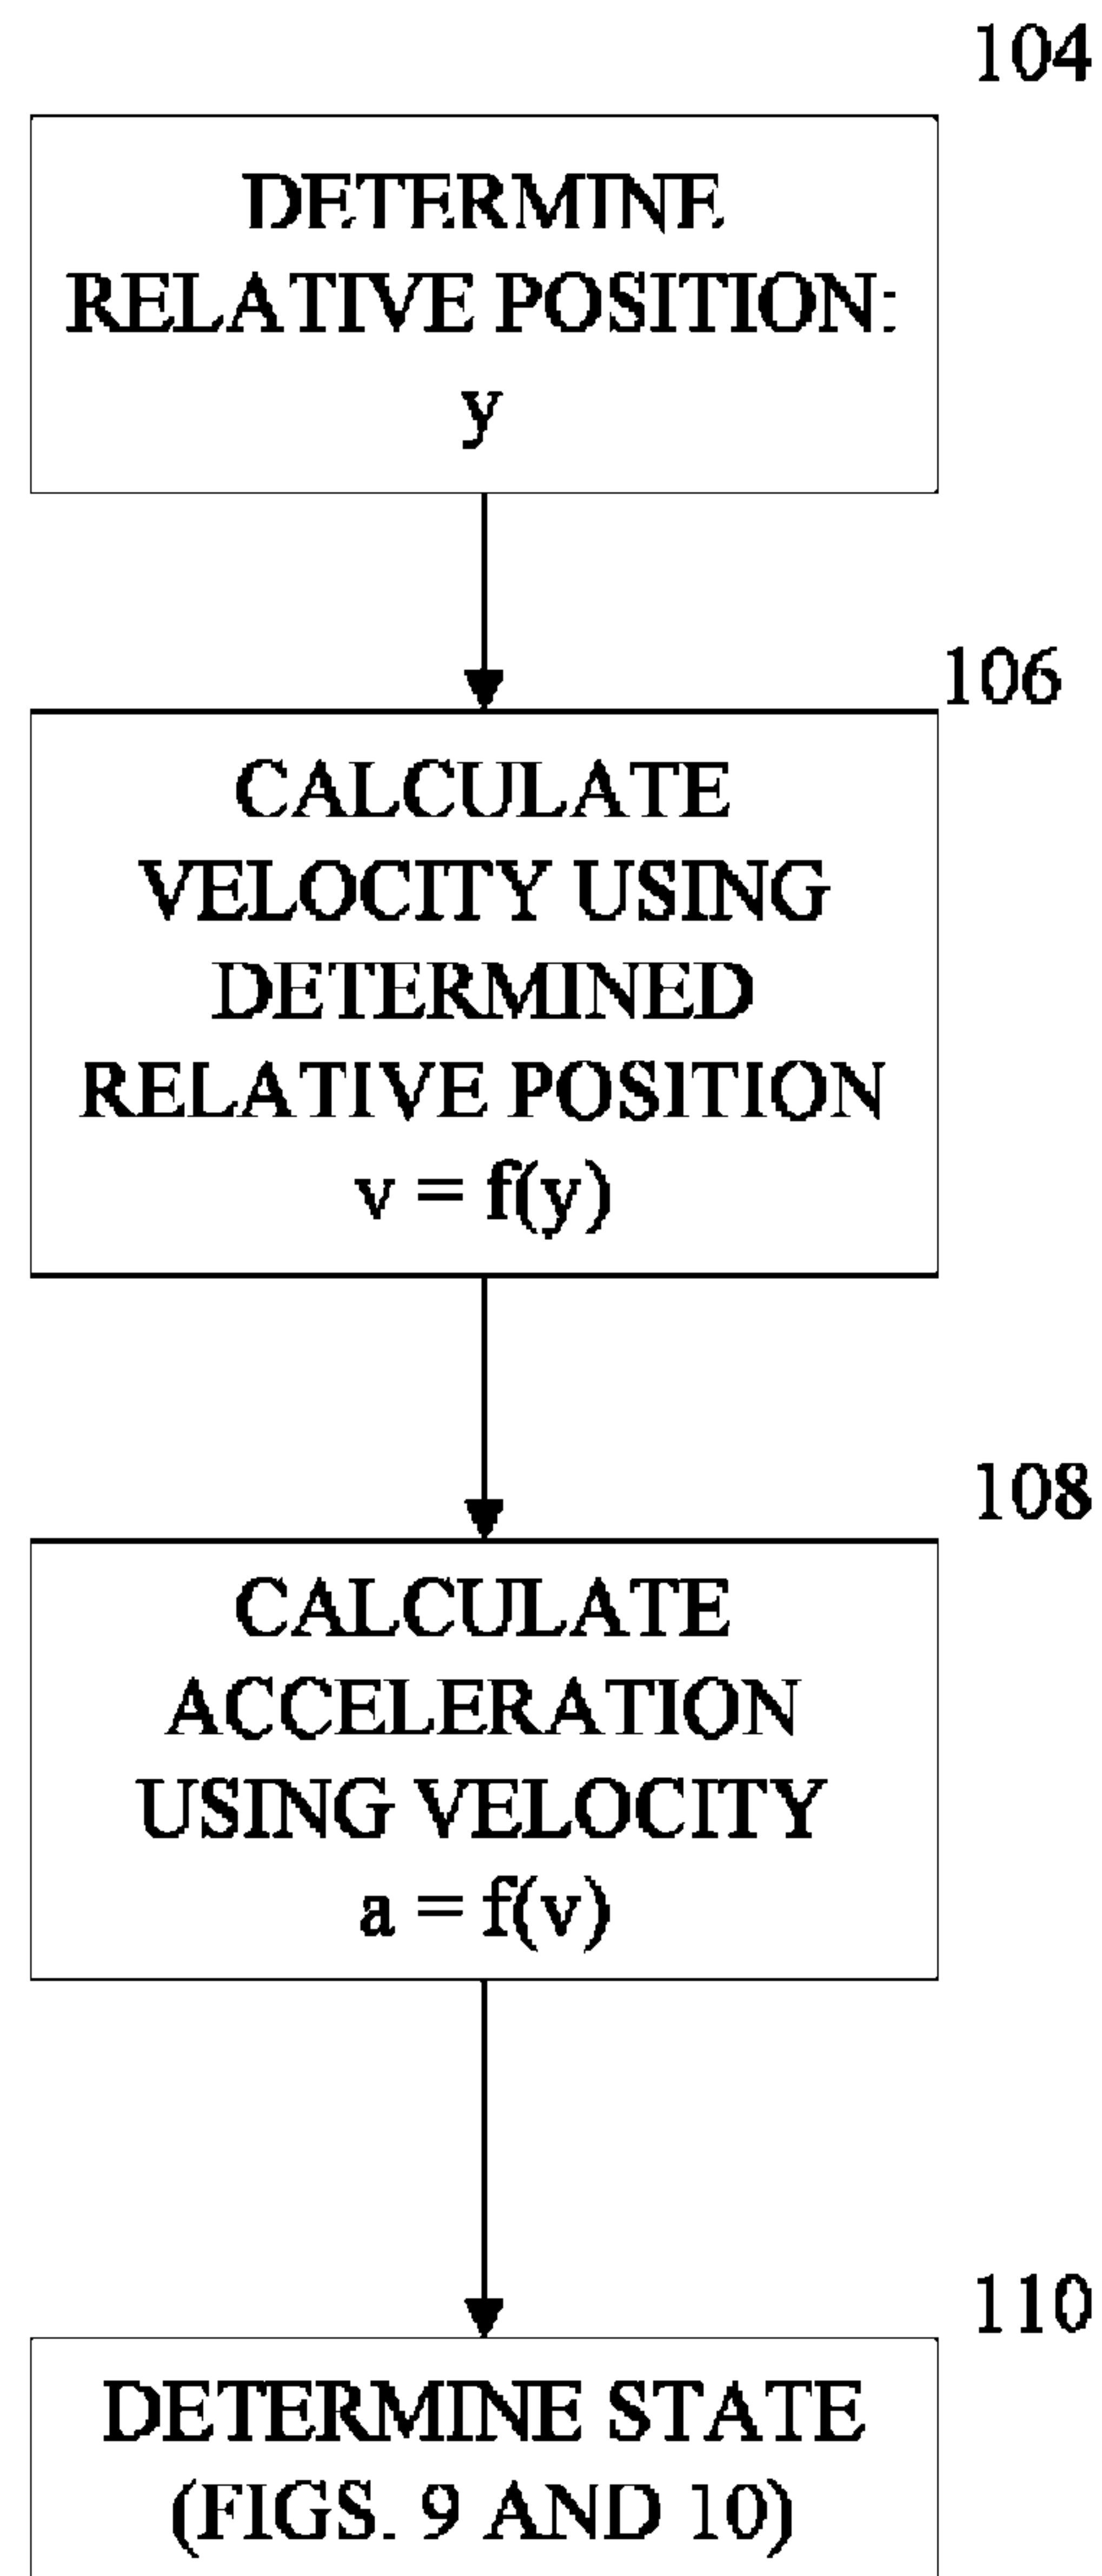 104
DETERMINE
RELATIVE POSITION:
y
106
CALCULATE
VELOCITY USING
DETERMINED
RELATIVE POSITION
v = f(y)
108
CALCULATE
ACCELERATION
USING VELOCITY
a = f(v)
110
DETERMINE STATE
(FIGS. 9 AND 10)